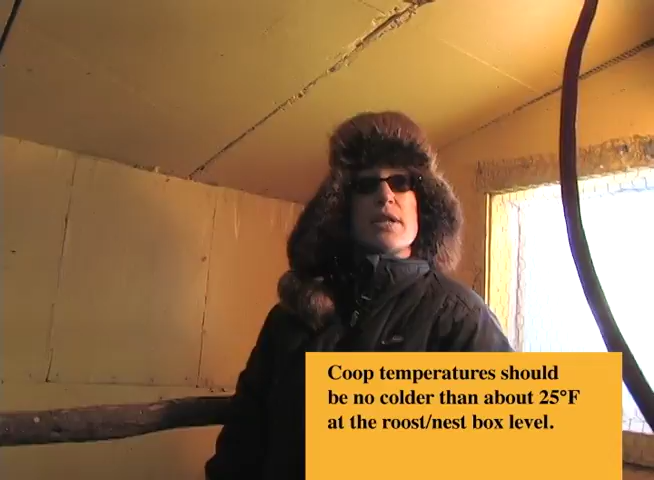 Coop temperatures should
be no colder than about 25°F
at the roost/nest box level.